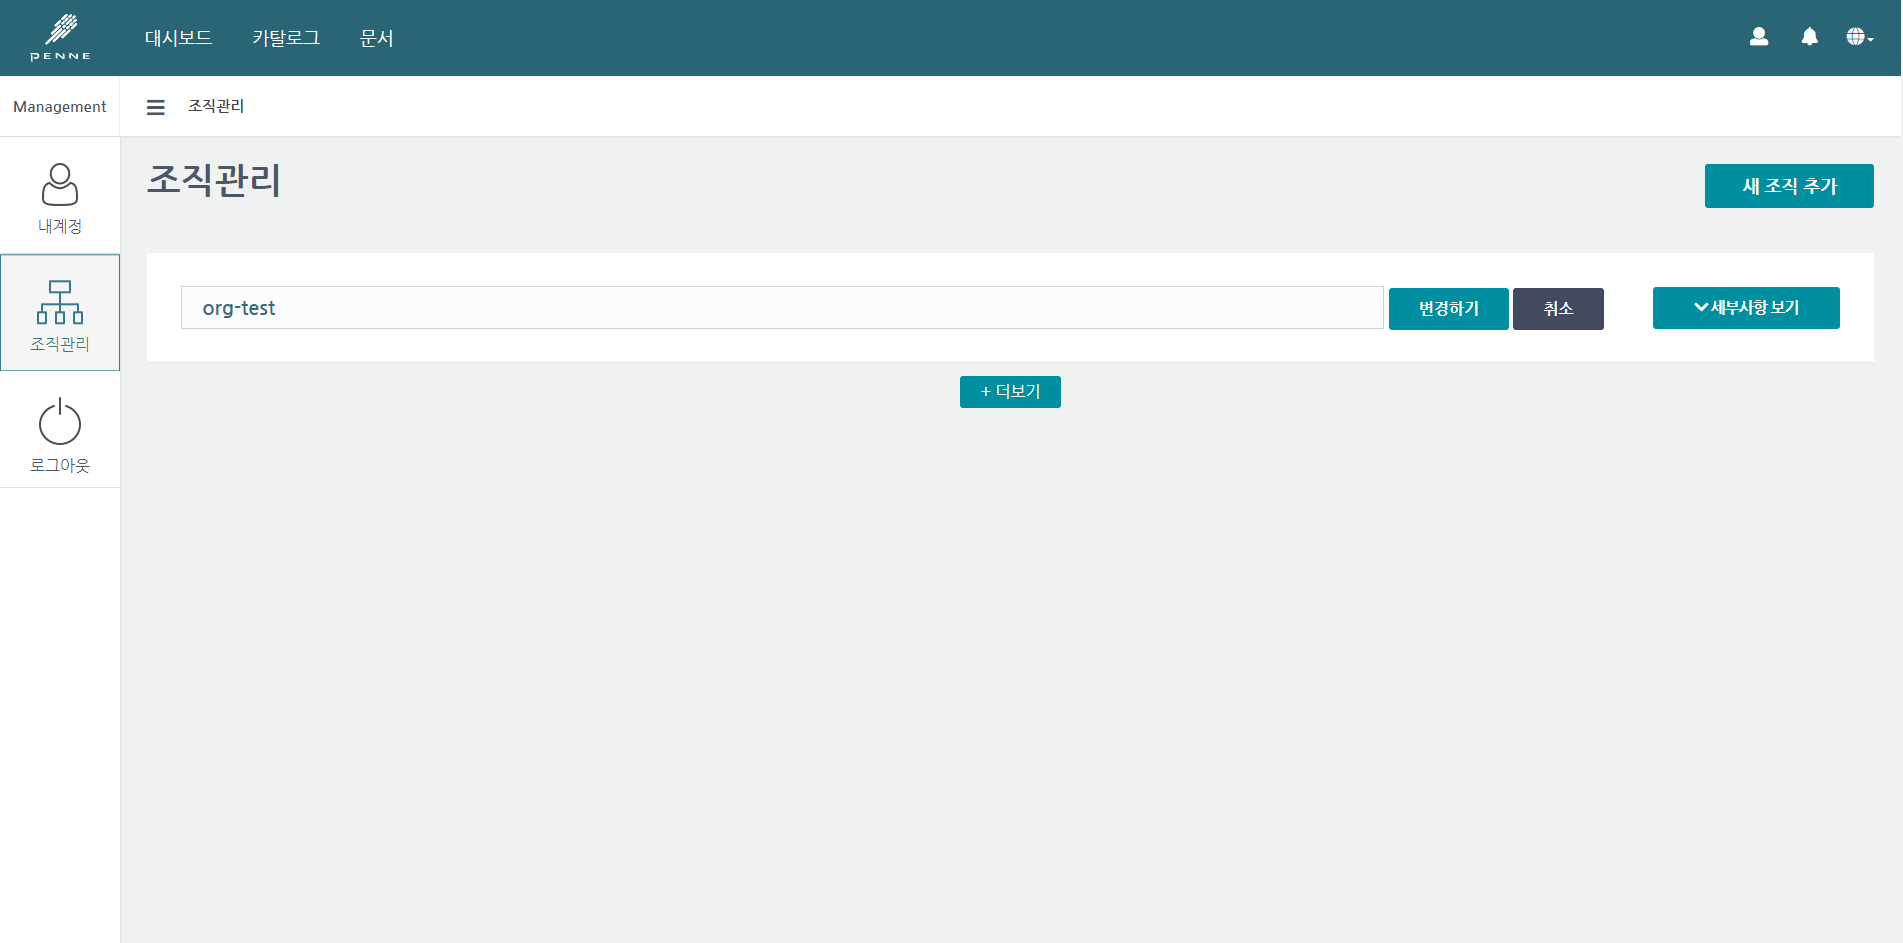 PENNE
대시보드 카탈로그 문서
Management
조직관리
내계정
조직관리
로그아웃
조직관리
새 조직 추가
org-test
변경하기 취소
세부사항 보기
+ 더보기